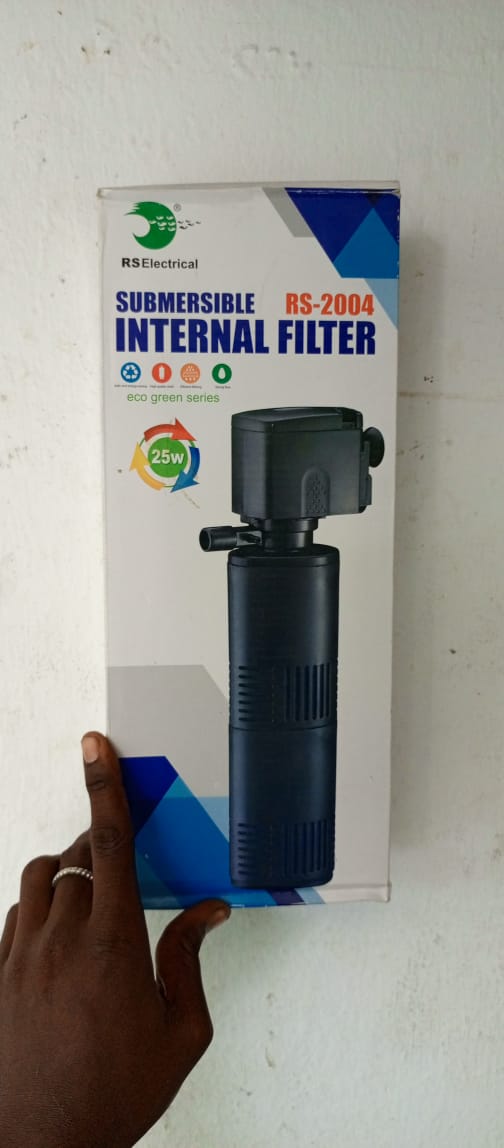 ®
RS Electrical
SUBMERSIBLE RS-2004
INTERNAL FILTER
eco green series
25w